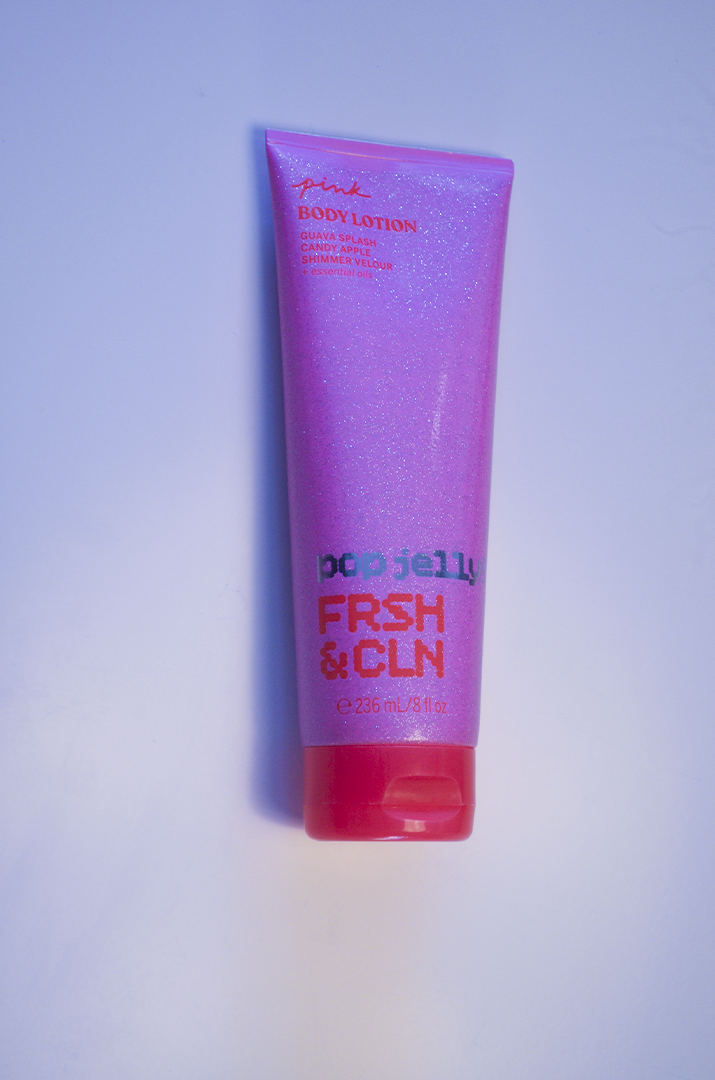 pink
BODY LOTION
GUAVA SPLASH
CANDY APPLE
SHIMMER VELOUR
+ essential oils
pop jelly
FRSH
& CLN
℮ 236 mL/8 fl oz